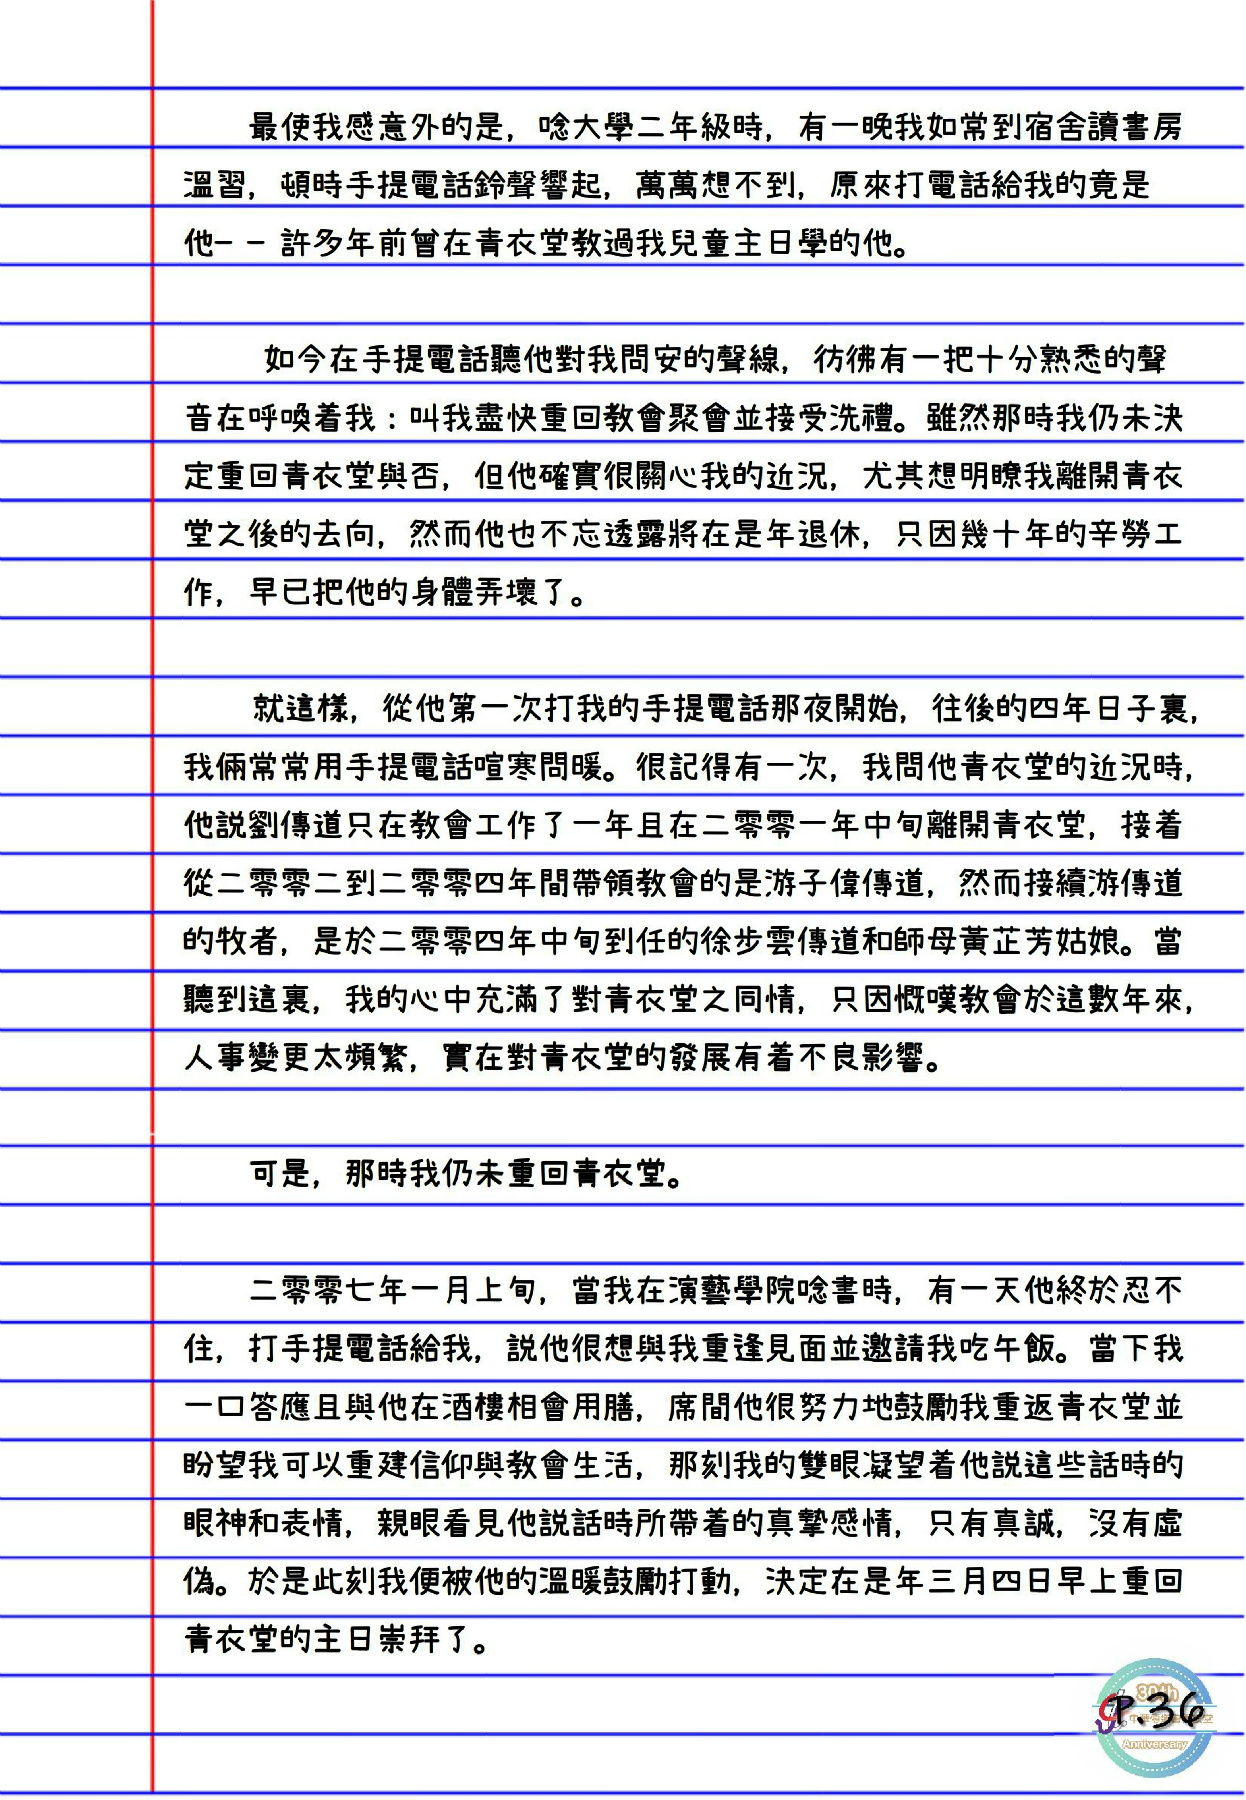 最使我感意外的是，唸大學二年級時，有一晚我如常到宿舍讀書房
溫習，頓時手提電話鈴聲響起，萬萬想不到，原來打電話給我的竟是
他－－許多年前曾在青衣堂教過我兒童主日學的他。
如今在手提電話聽他對我問安的聲線，彷彿有一把十分熟悉的聲
音在呼喚着我：叫我盡快重回教會聚會並接受洗禮。雖然那時我仍未決
定重回青衣堂與否，但他確實很關心我的近況，尤其想明瞭我離開青衣
堂之後的去向，然而他也不忘透露將在是年退休，只因幾十年的辛勞工
作，早已把他的身體弄壞了。
就這樣，從他第一次打我的手提電話那夜開始，往後的四年日子裏，
我倆常常用手提電話喧寒問暖。很記得有一次，我問他青衣堂的近況時，
他説劉傳道只在教會工作了一年且在二零零一年中旬離開青衣堂，接着
從二零零二到二零零四年間帶領教會的是游子偉傳道，然而接續游傳道
的牧者，是於二零零四年中旬到任的徐步雲傳道和師母黃芷芳姑娘。當
聽到這裏，我的心中充滿了對青衣堂之同情，只因慨嘆教會於這數年來，
人事變更太頻繁，實在對青衣堂的發展有着不良影響。
可是，那時我仍未重回青衣堂。
二零零七年一月上旬，當我在演藝學院唸書時，有一天他終於忍不
住，打手提電話給我，説他很想與我重逢見面並邀請我吃午飯。當下我
一口答應且與他在酒樓相會用膳，席間他很努力地鼓勵我重返青衣堂並
盼望我可以重建信仰與教會生活，那刻我的雙眼凝望着他説這些話時的
眼神和表情，親眼看見他説話時所帶着的真摯感情，只有真誠，沒有虛
偽。於是此刻我便被他的溫暖鼓勵打動，決定在是年三月四日早上重回
青衣堂的主日崇拜了。
30th
P.36
Anniversary